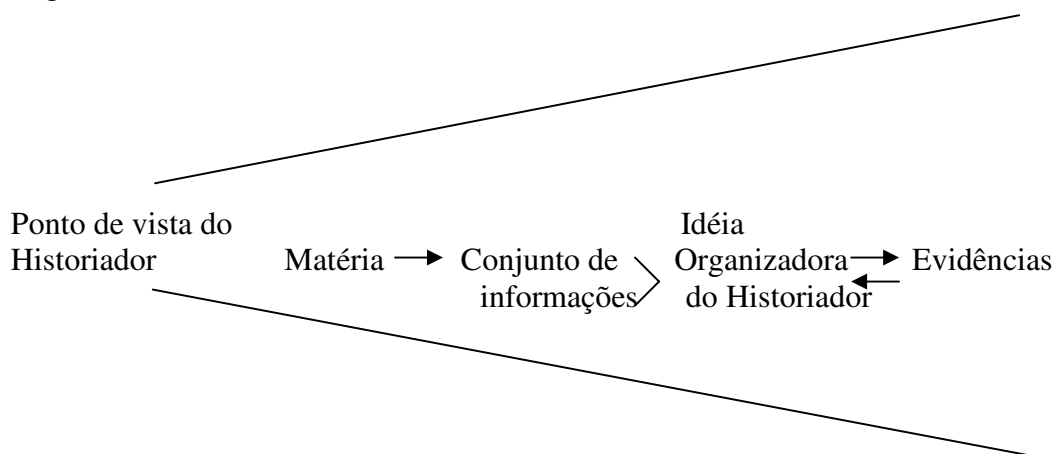 Ponto de vista do
Historiador
Matéria
Conjunto de
informações
Idéia
Organizadora
do Historiador
Evidências